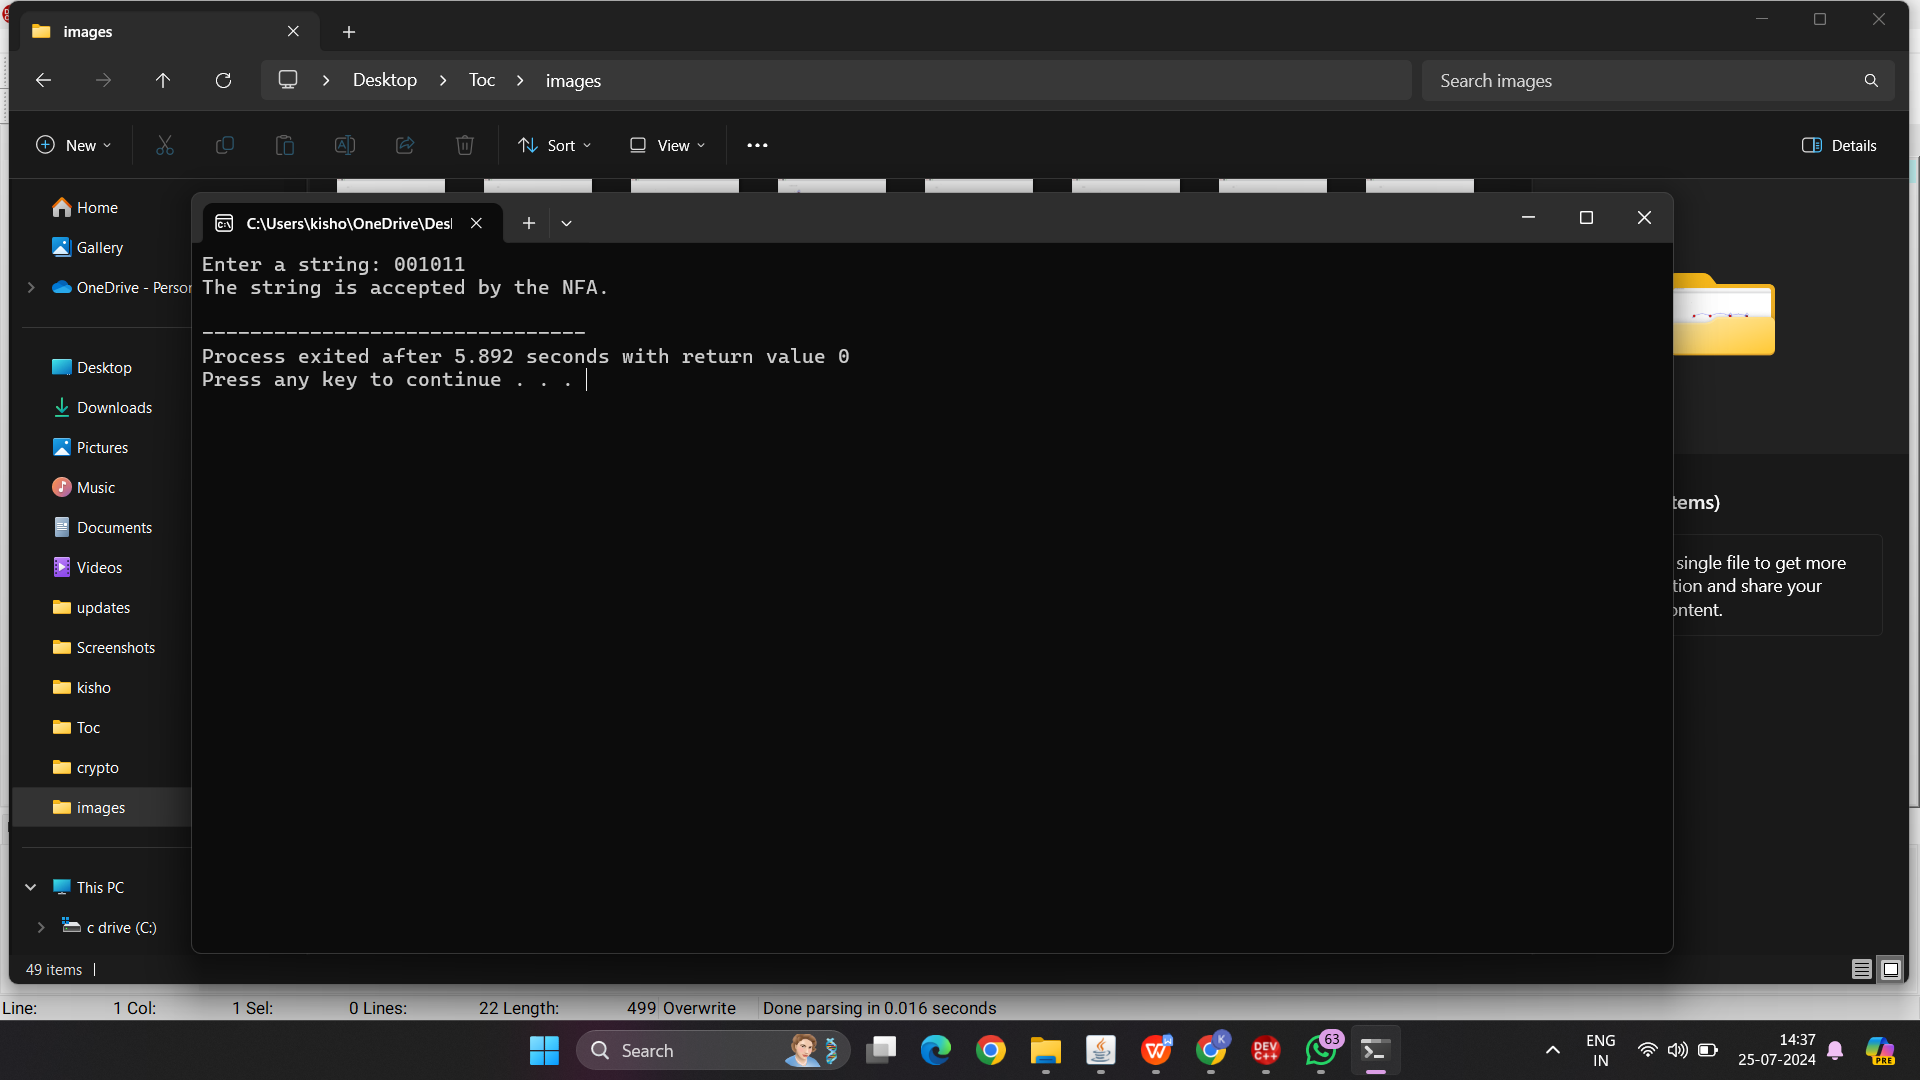 images
Desktop
Toc
images
Search images
New
Sort
View
Details
Home
Gallery
OneDrive - Person
Desktop
Downloads
Pictures
Music
Documents
Videos
updates
Screenshots
kisho
Toc
crypto
images
This PC
c drive (C:)
49 items
C:\Users\kisho\OneDrive\Des
Enter a string: 001011
The string is accepted by the NFA.
--------------------------------
Process exited after 5.892 seconds with return value 0
Press any key to continue . . .
tems)
single file to get more
tion and share your
ontent.
Line: 1 Col: 1 Sel: 0 Lines: 22 Length: 499 Overwrite Done parsing in 0.016 seconds
Search
W
K
DEV
C++
63
ENG
IN
14:37
25-07-2024
PRE